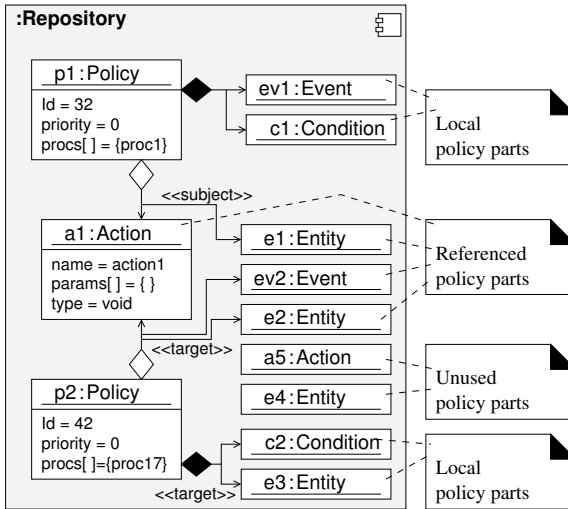 :Repository
p1:Policy
Id = 32
priority = 0
procs[ ] = {proc1}
ev1:Event
c1:Condition
Local
policy parts
<<subject>>
a1:Action
name = action1
params[ ] = { }
type = void
e1:Entity
ev2:Event
e2:Entity
Referenced
policy parts
<<target>>
a5:Action
e4:Entity
Unused
policy parts
p2:Policy
Id = 42
priority = 0
procs[ ]={proc17}
c2:Condition
e3:Entity
<<target>>
Local
policy parts